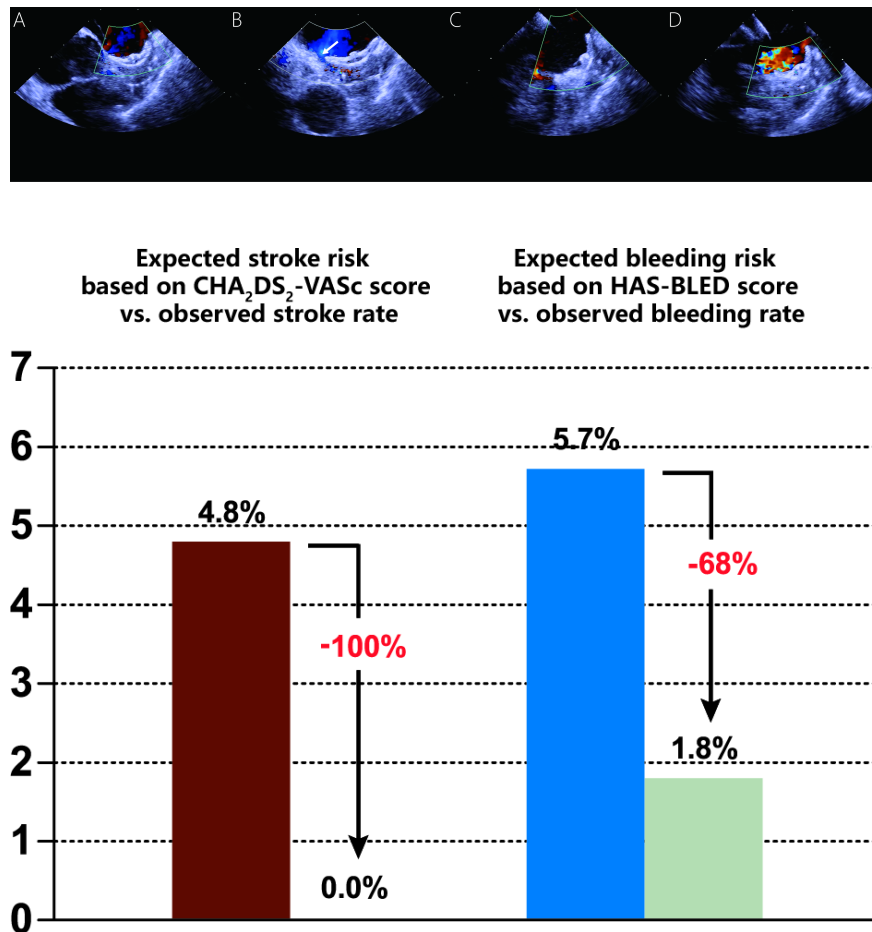 A B C D
Expected stroke risk
based on CHA₂DS₂-VASc score
vs. observed stroke rate
Expected bleeding risk
based on HAS-BLED score
vs. observed bleeding rate
7
6
5
4
3
2
1
0
4.8%
-100%
0.0%
5.7%
-68%
1.8%